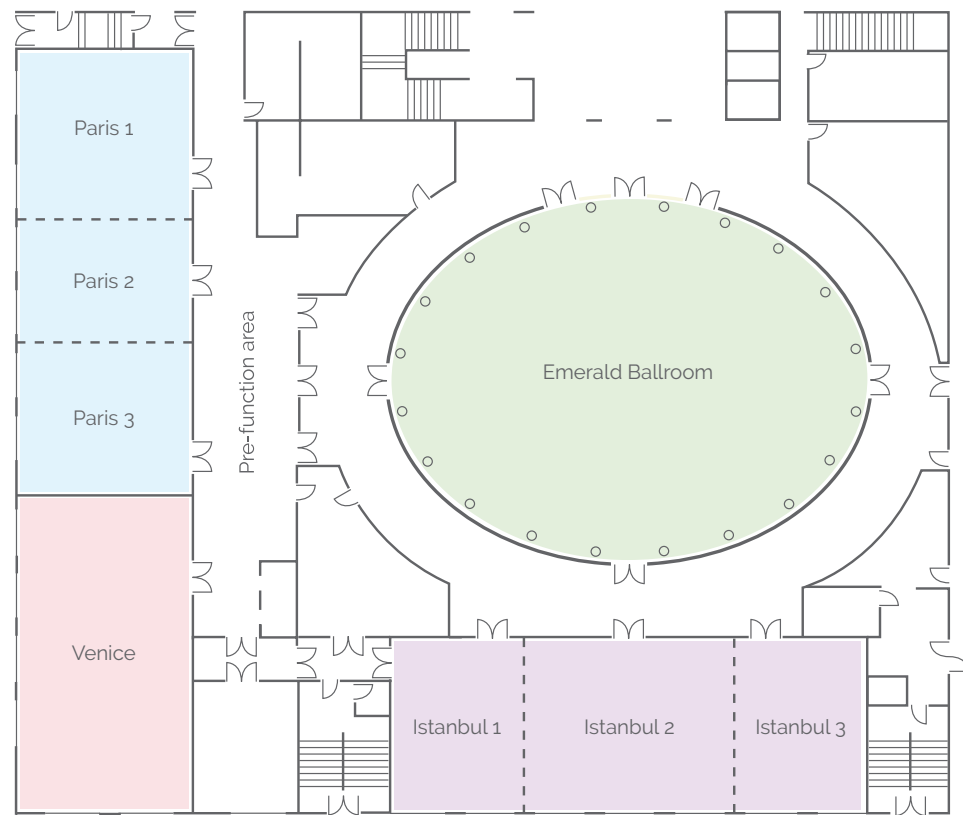 Paris 1
Paris 2
Paris 3
Pre-function area
Emerald Ballroom
Venice
Istanbul 1
Istanbul 2
Istanbul 3